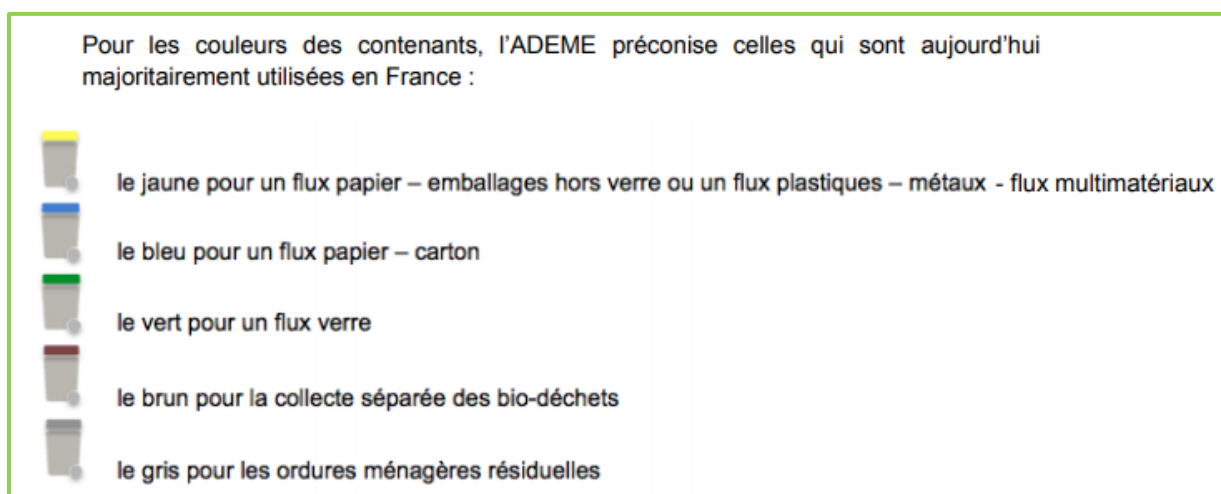 Pour les couleurs des contenants, l'ADEME préconise celles qui sont aujourd'hui
majoritairement utilisées en France :
le jaune pour un flux papier – emballages hors verre ou un flux plastiques – métaux - flux multimatériaux
le bleu pour un flux papier – carton
le vert pour un flux verre
le brun pour la collecte séparée des bio-déchets
le gris pour les ordures ménagères résiduelles